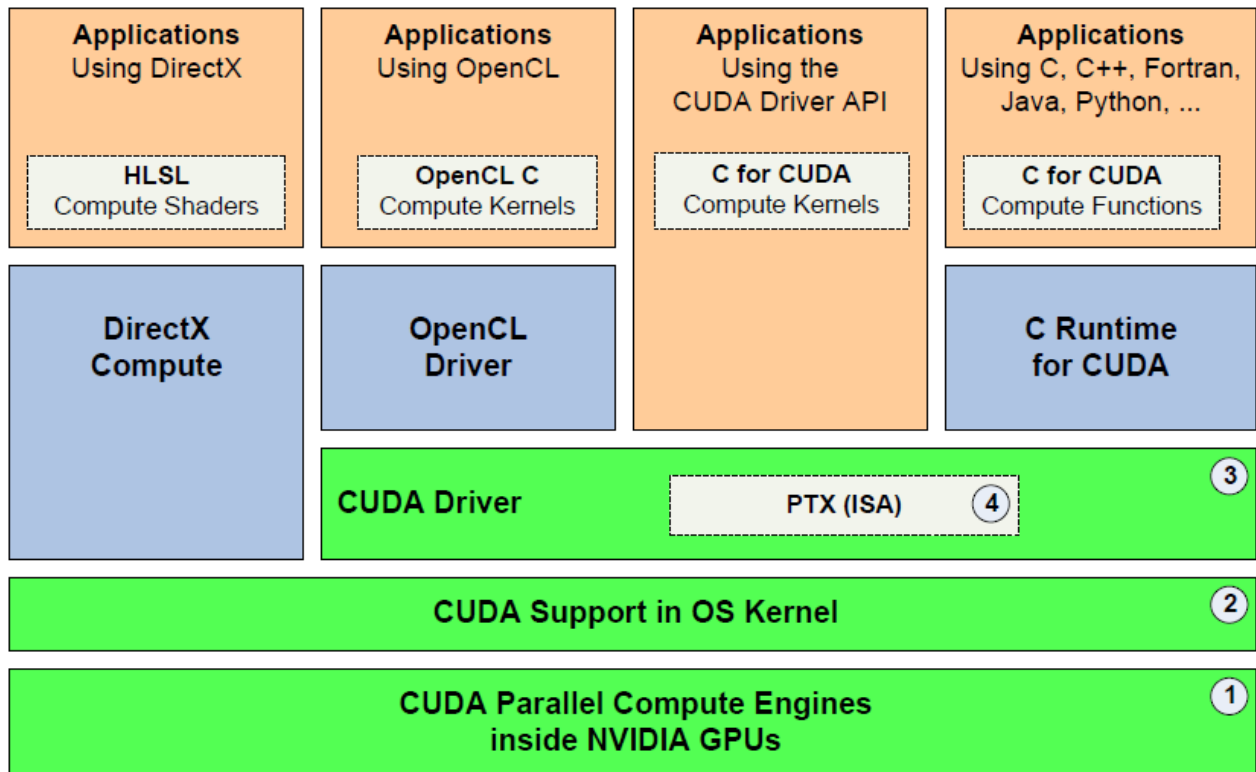 Applications
Using DirectX
HLSL
Compute Shaders
Applications
Using OpenCL
OpenCL C
Compute Kernels
Applications
Using the
CUDA Driver API
C for CUDA
Compute Kernels
Applications
Using C, C++, Fortran,
Java, Python, ...
C for CUDA
Compute Functions
DirectX
Compute
OpenCL
Driver
C Runtime
for CUDA
CUDA Driver
PTX (ISA)
4
3
CUDA Support in OS Kernel
2
CUDA Parallel Compute Engines
inside NVIDIA GPUs
1